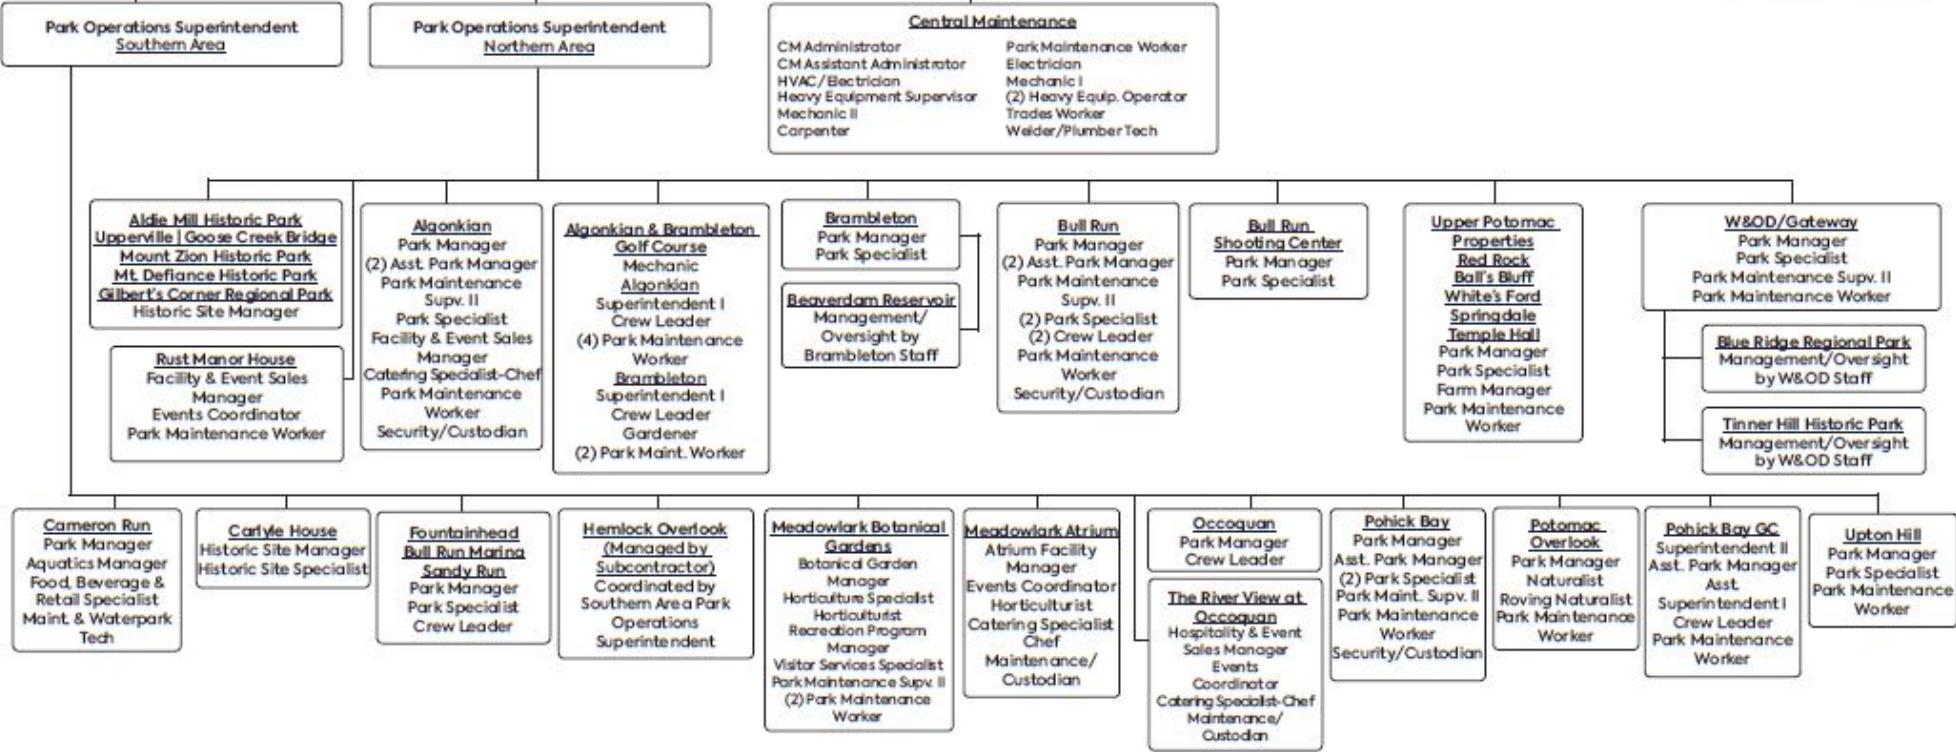 Park Operations Superintendent
Southern Area
Park Operations Superintendent
Northern Area
Central Maintenance
CM Administrator
CM Assistant Administrator
HVAC/Electrician
Heavy Equipment Supervisor
Mechanic II
Carpenter
Park Maintenance Worker
Electrician
Mechanic I
(2) Heavy Equip. Operator
Trades Worker
Welder/Plumber Tech
Aldie Mill Historic Park
Upperville | Goose Creek Bridge
Mount Zion Historic Park
Mt. Defiance Historic Park
Gilbert's Corner Regional Park
Historic Site Manager
Rust Manor House
Facility & Event Sales
Manager
Events Coordinator
Park Maintenance Worker
Algonkian
Park Manager
(2) Asst. Park Manager
Park Maintenance
Supv. II
Park Specialist
Facility & Event Sales
Manager
Catering Specialist-Chef
Park Maintenance
Worker
Security/Custodian
Algonkian & Brambleton
Golf Course
Mechanic
Algonkian
Superintendent I
Crew Leader
(4) Park Maintenance
Worker
Brambleton
Superintendent I
Crew Leader
Gardener
(2) Park Maint. Worker
Brambleton
Park Manager
Park Specialist
Beaverdam Reservoir
Management/
Oversight by
Brambleton Staff
Bull Run
Park Manager
(2) Asst. Park Manager
Park Maintenance
Supv. II
(2) Park Specialist
(2) Crew Leader
Park Maintenance
Worker
Security/Custodian
Bull Run
Shooting Center
Park Manager
Park Specialist
Upper Potomac
Properties
Red Rock
Ball's Bluff
White's Ford
Springdale
Temple Hall
Park Manager
Park Specialist
Farm Manager
Park Maintenance
Worker
W&OD/Gateway
Park Manager
Park Specialist
Park Maintenance Supv. II
Park Maintenance Worker
Blue Ridge Regional Park
Management/Oversight
by W&OD Staff
Tinner Hill Historic Park
Management/Oversight
by W&OD Staff
Cameron Run
Park Manager
Aquatics Manager
Food, Beverage &
Retail Specialist
Maint. & Waterpark
Tech
Carlyle House
Historic Site Manager
Historic Site Specialist
Fountainhead
Bull Run Marina
Sandy Run
Park Manager
Park Specialist
Crew Leader
Hemlock Overlook
(Managed by
Subcontractor)
Coordinated by
Southern Area Park
Operations
Superintendent
Meadowlark Botanical
Gardens
Botanical Garden
Manager
Horticulture Specialist
Horticulturist
Recreation Program
Manager
Visitor Services Specialist
Park Maintenance Supv. II
(2) Park Maintenance
Worker
Meadowlark Atrium
Atrium Facility
Manager
Events Coordinator
Horticulturist
Catering Specialist
Chef
Maintenance/
Custodian
Occoquan
Park Manager
Crew Leader
The River View at
Occoquan
Hospitality & Event
Sales Manager
Events
Coordinator
Catering Specialist-Chef
Maintenance/
Custodian
Pohick Bay
Park Manager
Asst. Park Manager
(2) Park Specialist
Park Maint. Supv. II
Park Maintenance
Worker
Security/Custodian
Potomac
Overlook
Park Manager
Naturalist
Roving Naturalist
Park Maintenance
Worker
Pohick Bay GC
Superintendent II
Asst. Park Manager
Asst.
Superintendent I
Crew Leader
Park Maintenance
Worker
Upton Hill
Park Manager
Park Specialist
Park Maintenance
Worker